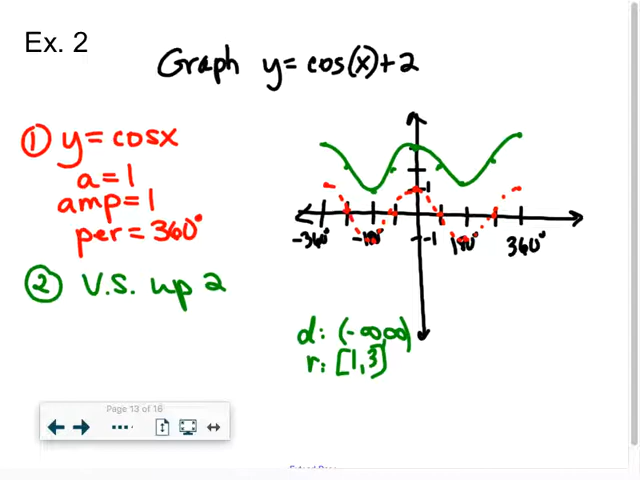 Ex. 2
Graph y = cos(x)+2
① y = cosx
a = 1
amp = 1
per = 360°
② V.S. up 2
1
-360°
-180°
-1
180°
360°
d: (-∞,∞)
r: [1,3]
Page 13 of 16